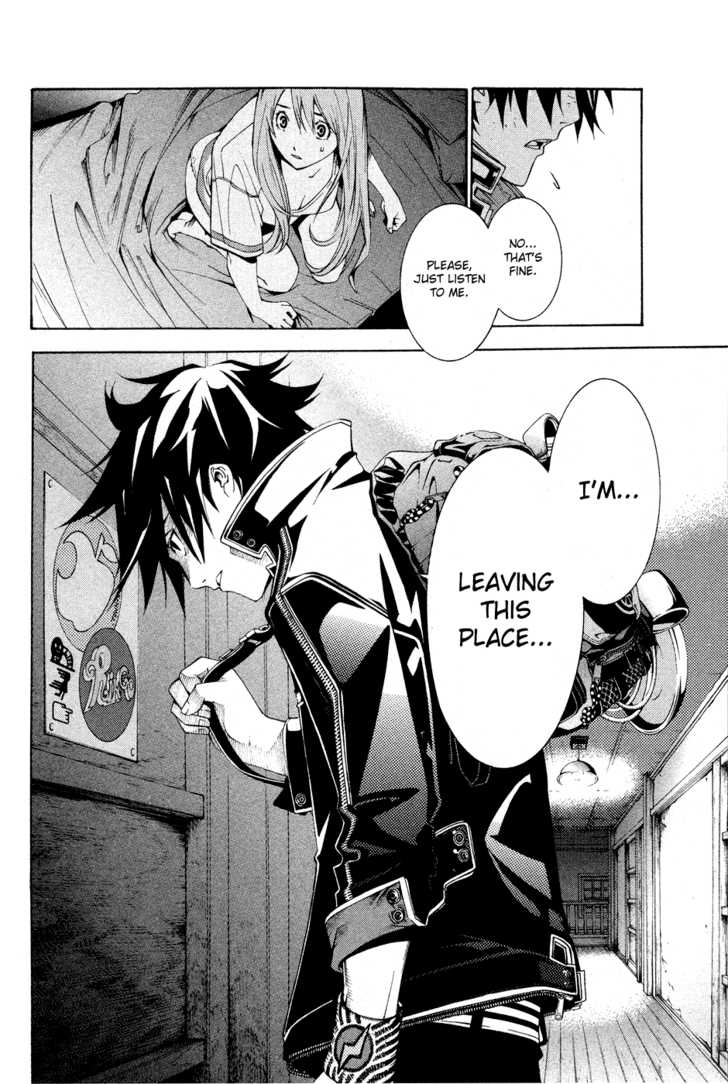 NO...
THAT'S
FINE.
PLEASE,
JUST LISTEN
TO ME.
I'M...
LEAVING
THIS
PLACE...